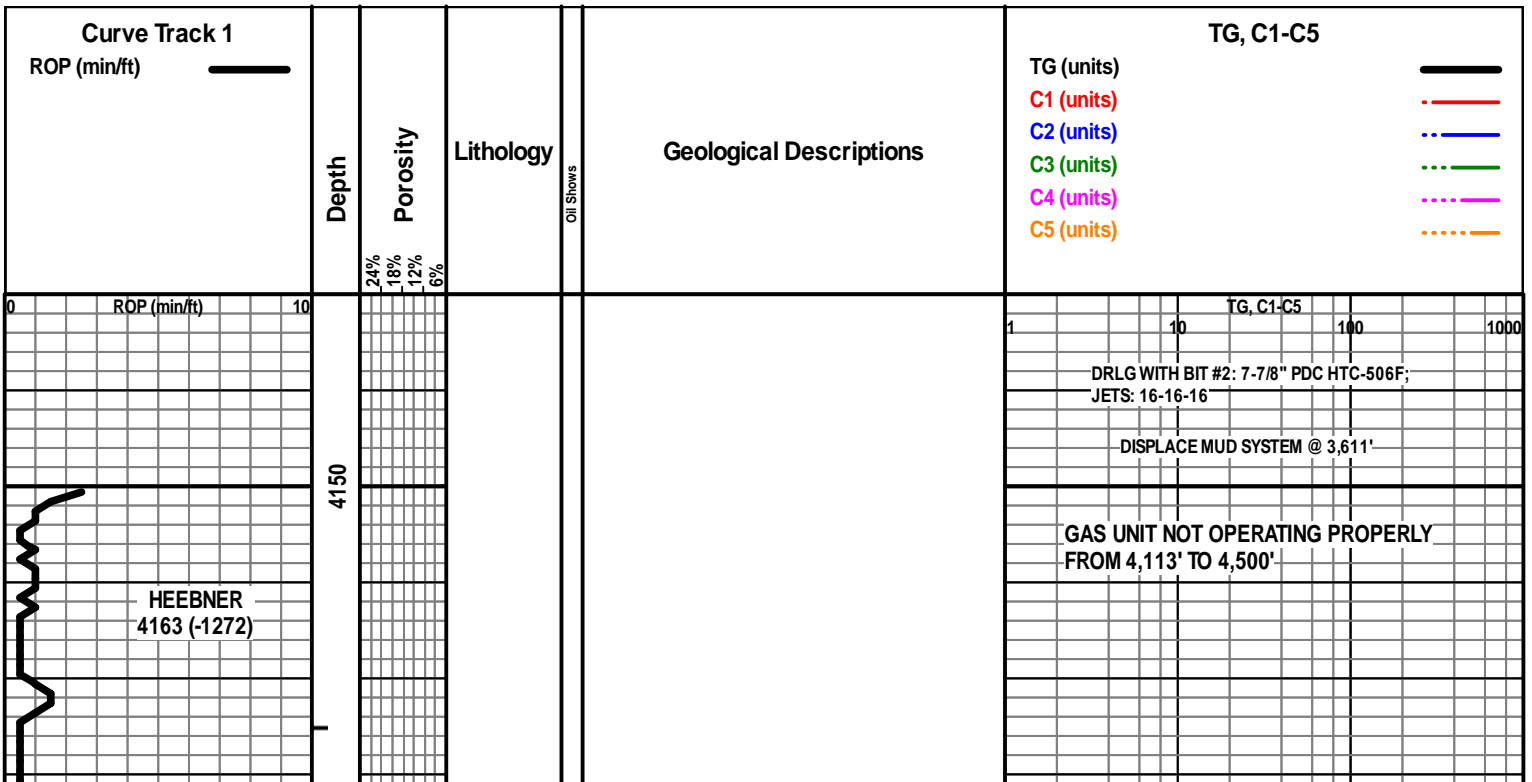 Curve Track 1
ROP (min/ft)
Depth
Porosity
24%
18%
12%
6%
Lithology
Oil Shows
Geological Descriptions
TG, C1-C5
TG (units)
C1 (units)
C2 (units)
C3 (units)
C4 (units)
C5 (units)
0 ROP (min/ft) 10
TG, C1-C5
1 10 100 1000
DRLG WITH BIT #2: 7-7/8" PDC HTC-506F;
JETS: 16-16-16
DISPLACE MUD SYSTEM @ 3,611'
4150
GAS UNIT NOT OPERATING PROPERLY
FROM 4,113' TO 4,500'
HEEBNER
4163 (-1272)